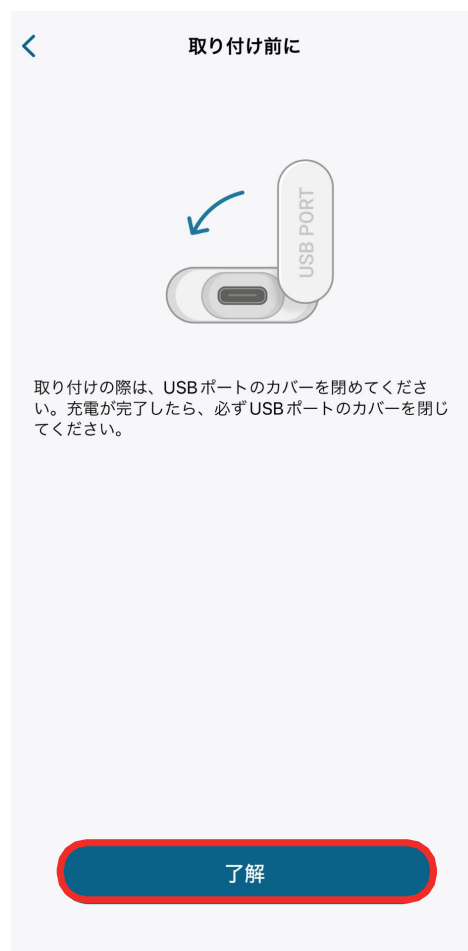 取り付け前に
USB PORT
取り付けの際は、USBポートのカバーを閉めてくださ
い。充電が完了したら、必ずUSBポートのカバーを閉じ
てください。
了解